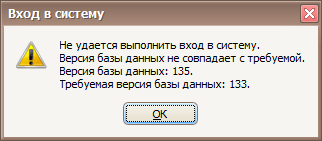 Вход в систему
Не удается выполнить вход в систему.
Версия базы данных не совпадает с требуемой.
Версия базы данных: 135.
Требуемая версия базы данных: 133.
OK